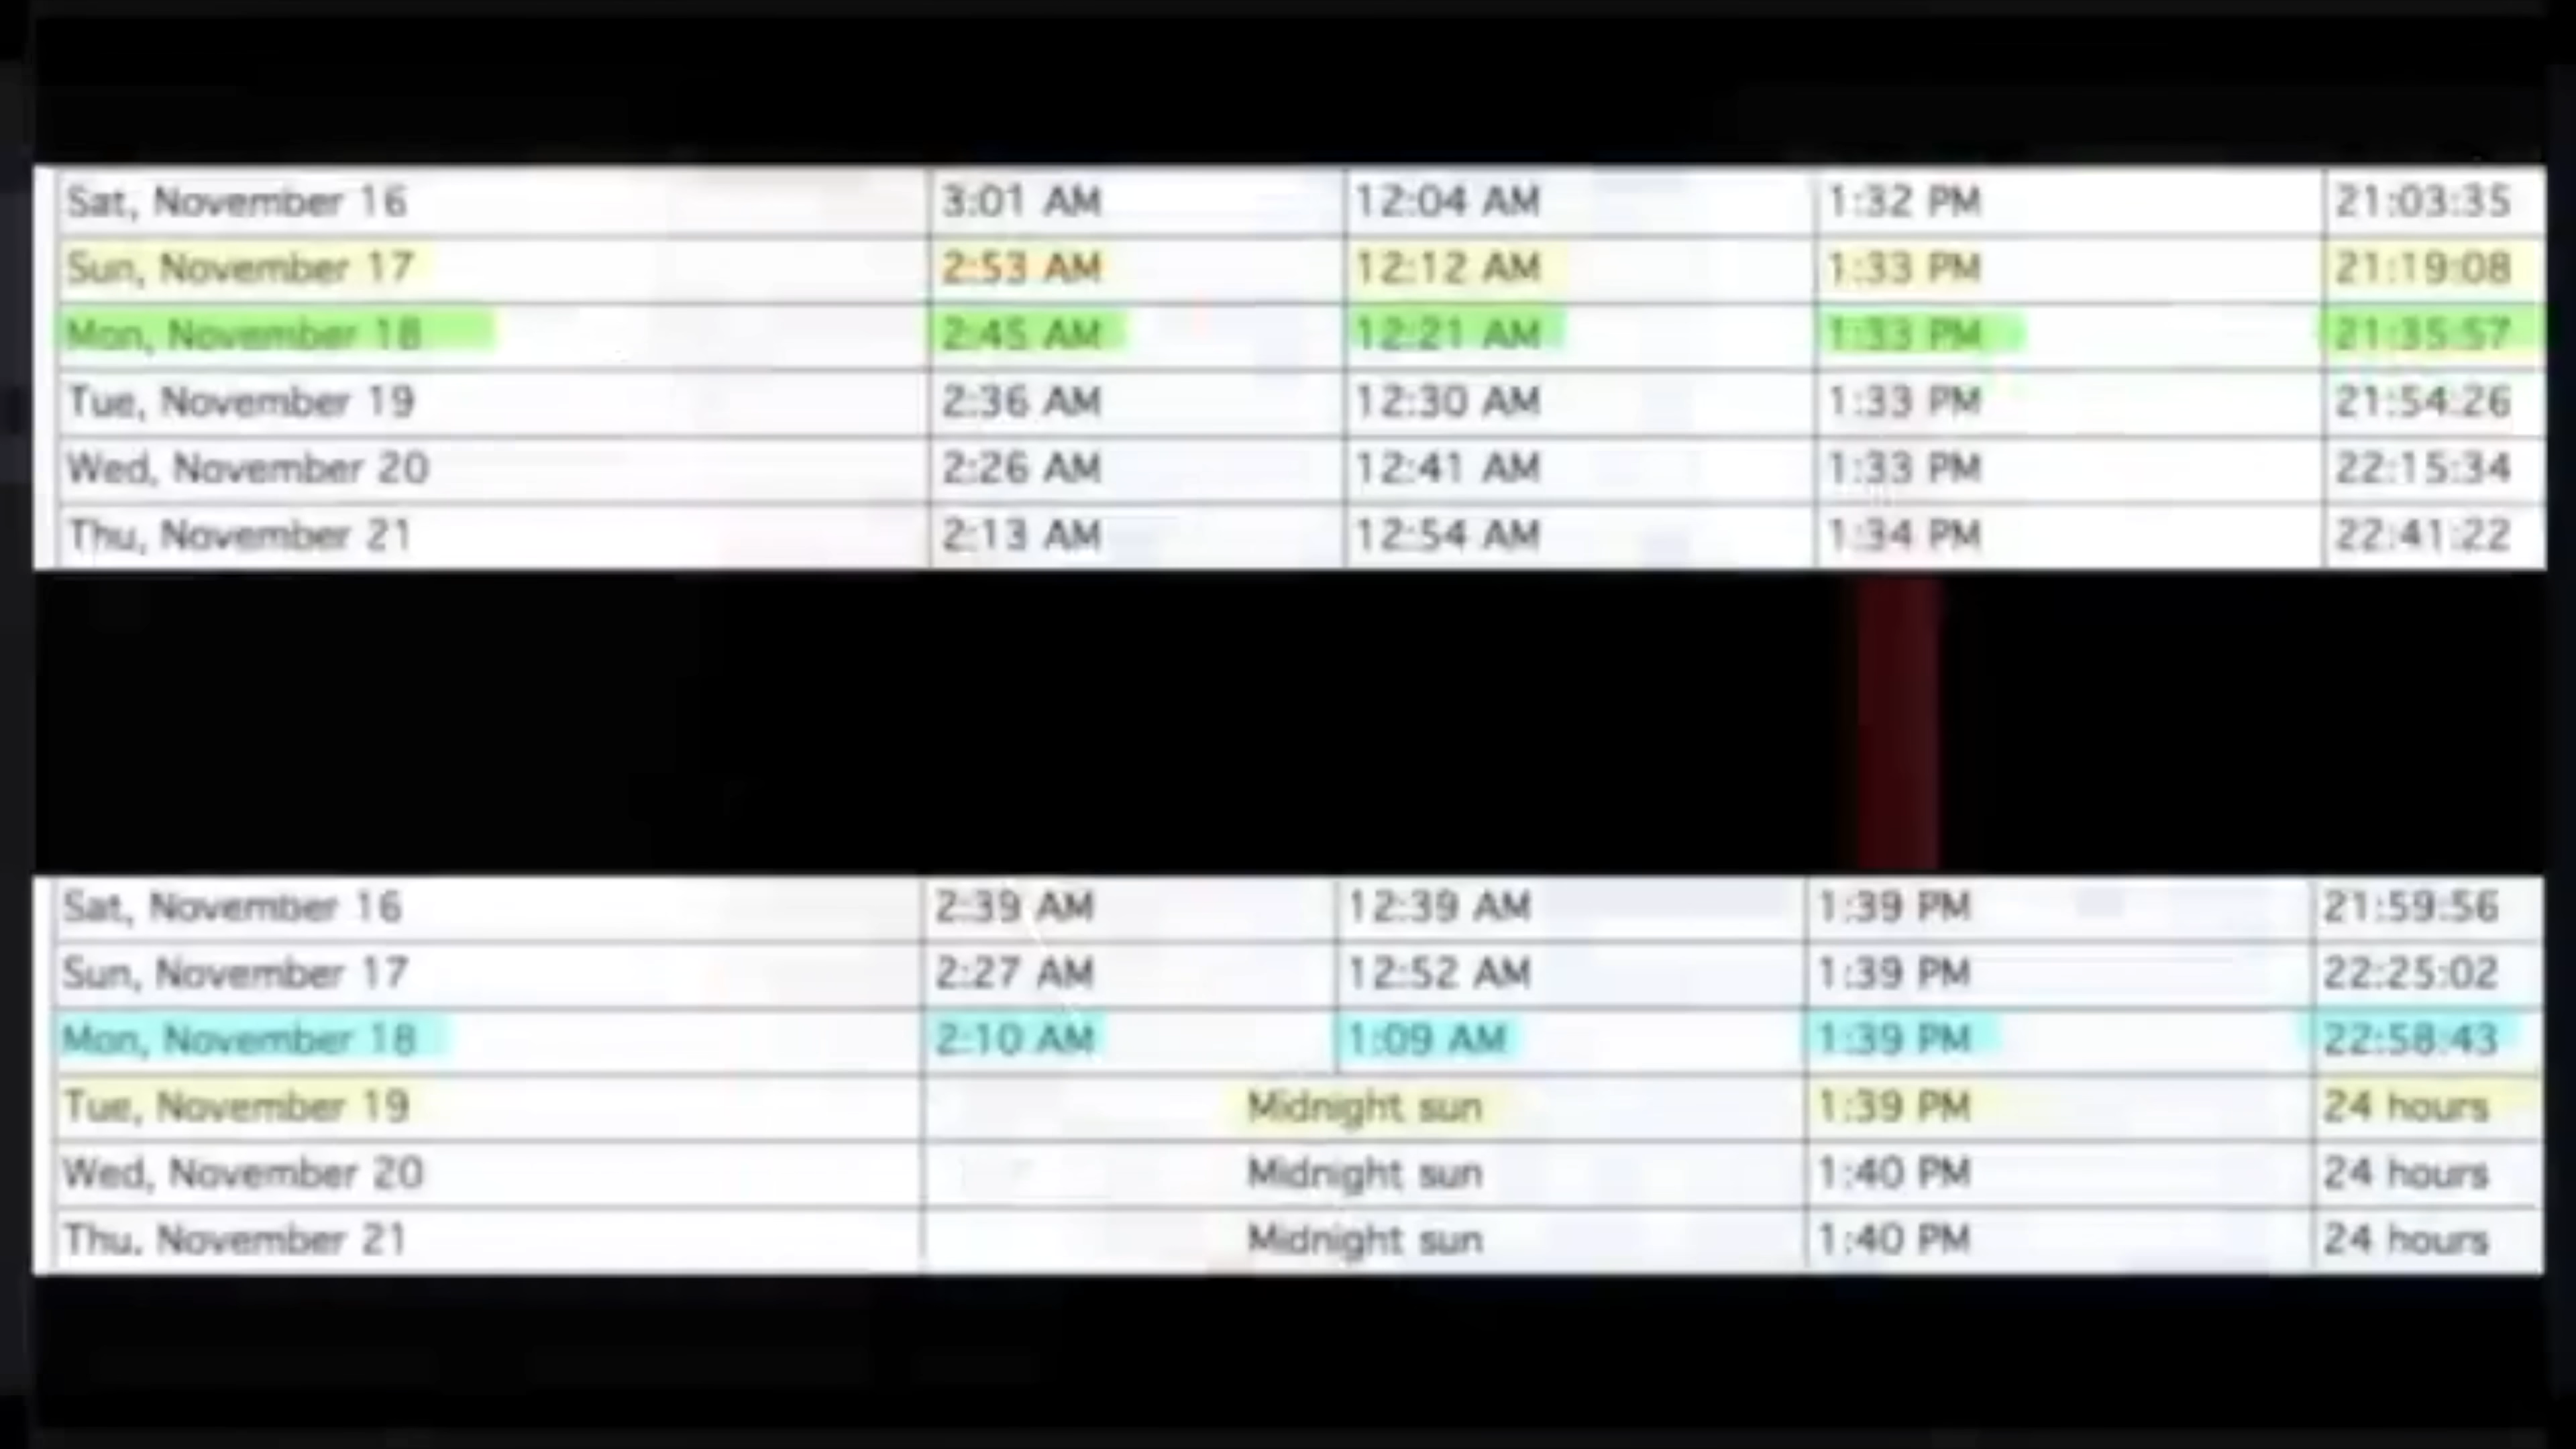 Sat, November 16 3:01 AM 12:04 AM 1:32 PM 21:03:35
Sun, November 17 2:53 AM 12:12 AM 1:33 PM 21:19:08
Mon, November 18 2:45 AM 12:21 AM 1:33 PM 21:35:57
Tue, November 19 2:36 AM 12:30 AM 1:33 PM 21:54:26
Wed, November 20 2:26 AM 12:41 AM 1:33 PM 22:15:34
Thu, November 21 2:13 AM 12:54 AM 1:34 PM 22:41:22
Sat, November 16 2:39 AM 12:39 AM 1:39 PM 21:59:56
Sun, November 17 2:27 AM 12:52 AM 1:39 PM 22:25:02
Mon, November 18 2:10 AM 1:09 AM 1:39 PM 22:58:43
Tue, November 19 Midnight sun 1:39 PM 24 hours
Wed, November 20 Midnight sun 1:40 PM 24 hours
Thu, November 21 Midnight sun 1:40 PM 24 hours